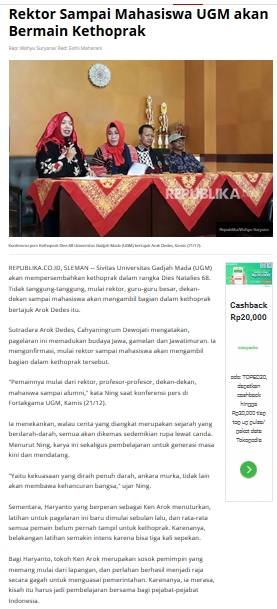 Rektor Sampai Mahasiswa UGM akan
Bermain Kethoprak
Rep: Wahyu Suryana/ Red: Esthi Maharani
REPUBLIKA
Republika/Wahyu Suryana
Konferensi pers Kethoprak Dies 68 Universitas Gadjah Mada (UGM) bertajuk Arok Dedes, Kamis (21/12).
REPUBLIKA.CO.ID, SLEMAN -- Sivitas Universitas Gadjah Mada (UGM)
akan mempersembahkan kethoprak dalam rangka Dies Natalies 68.
Tidak tanggung-tanggung, mulai rektor, guru-guru besar, dekan-
dekan sampai mahasiswa akan mengambil bagian dalam kethoprak
bertajuk Arok Dedes itu.
Sutradara Arok Dedes, Cahyaningrum Dewojati mengatakan,
pagelaran ini memadukan budaya Jawa, gamelan dan Jawatimuran. Ia
mengonfirmasi, mulai rektor sampai mahasiswa akan mengambil
bagian dalam kethoprak tersebut.
"Pemainnya mulai dari rektor, profesor-profesor, dekan-dekan,
mahasiswa sampai alumni," kata Ning saat konferensi pers di
Fortakgama UGM, Kamis (21/12).
Ia menekankan, walau cerita yang diangkat merupakan sejarah yang
berdarah-darah, semua akan dikemas sedemikian rupa lewat canda.
Menurut Ning, karya ini sekaligus pembelajaran untuk generasi masa
kini dan mendatang.
"Yaitu kekuasaan yang diraih penuh darah, ankara murka, tidak lain
akan membawa kehancuran bangsa," ujar Ning.
Sementara, Haryanto yang berperan sebagai Ken Arok menuturkan,
latihan untuk pagelaran ini baru dimulai sebulan lalu, dan rata-rata
semua pemain belum pernah tampil untuk kethoprak. Karenanya,
belakangan latihan semakin intens karena bisa tiga kali sepekan.
Bagi Haryanto, tokoh Ken Arok merupakan sosok pemimpin yang
memang mulai dari lapangan, dan perlahan berhasil menjadi raja
secara gagah untuk menguasai pemerintahan. Karenanya, ia merasa,
kisah itu harus jadi pembelajaran bersama bagi pejabat-pejabat
Indonesia.
Cashback
Rp20,000
tokopedia
ads: TOPED20,
dapatkan
cashback
hingga
Rp20,000 tiap
top up pulsa/
paket data
Tokopedia